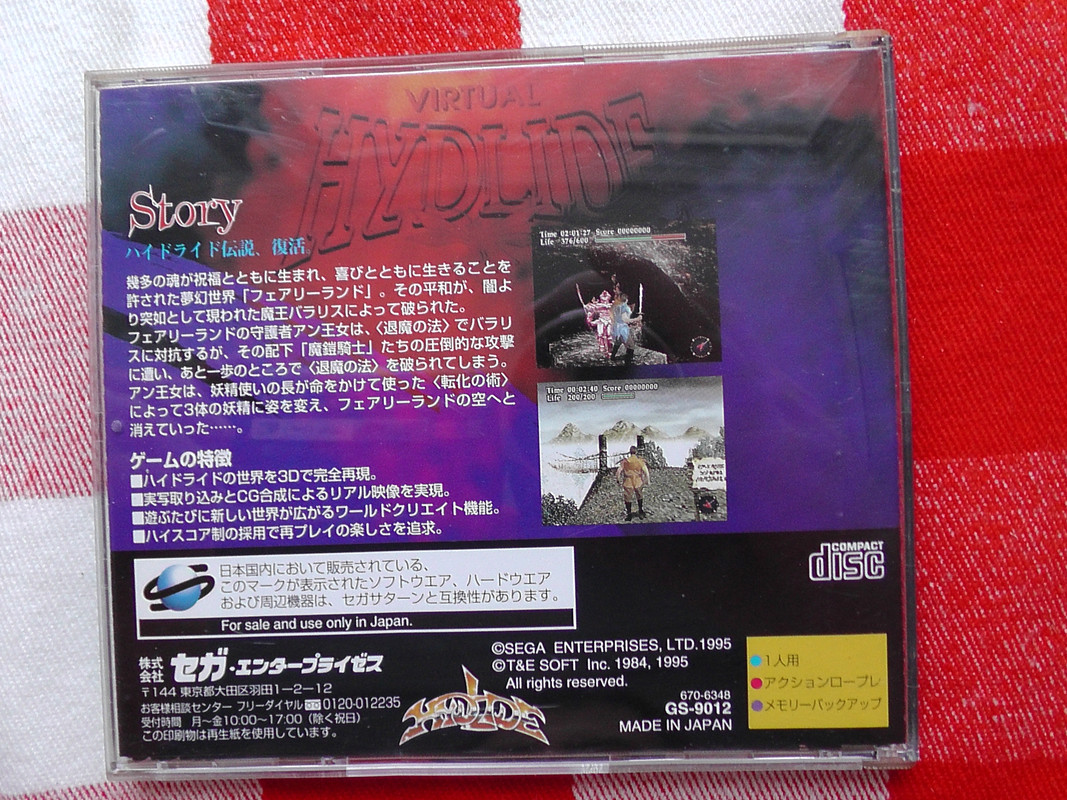 VIRTUAL
HYDLIDE
Story
ハイドライド伝説、復活。
幾多の魂が祝福とともに生まれ、喜びとともに生きることを
許された夢幻世界「フェアリーランド」。その平和が、闇よ
り突如として現われた魔王バラリスによって破られた。
フェアリーランドの守護者アン王女は、〈退魔の法〉でバラリ
スに対抗するが、その配下「魔鎧騎士」たちの圧倒的な攻撃
に遭い、あと一歩のところで〈退魔の法〉を破られてしまう。
アン王女は、妖精使いの長が命をかけて使った〈転化の術〉
によって3体の妖精に姿を変え、フェアリーランドの空へと
消えていった……。
Time 02:01:27 Score 00000000
Life 376/600
Time 00:02:40 Score 00000000
Life 200/200
ゲームの特徴
■ハイドライドの世界を3Dで完全再現。
■実写取り込みとCG合成によるリアル映像を実現。
■遊ぶたびに新しい世界が広がるワールドクリエイト機能。
■ハイスコア制の採用で再プレイの楽しさを追求。
COMPACT
disc
日本国内において販売されている、
このマークが表示されたソフトウエア、ハードウエア
および周辺機器は、セガサターンと互換性があります。
For sale and use only in Japan.
株式会社 セガ・エンタープライゼス
〒144 東京都大田区羽田1-2-12
お客様相談センター フリーダイヤル 0120-012235
受付時間 月〜金10:00〜17:00（除く祝日）
この印刷物は再生紙を使用しています。
HYDLIDE
©SEGA ENTERPRISES, LTD.1995
©T&E SOFT Inc. 1984, 1995
All rights reserved.
670-6348
GS-9012
MADE IN JAPAN
●1人用
●アクションロープレ
●メモリーバックアップ